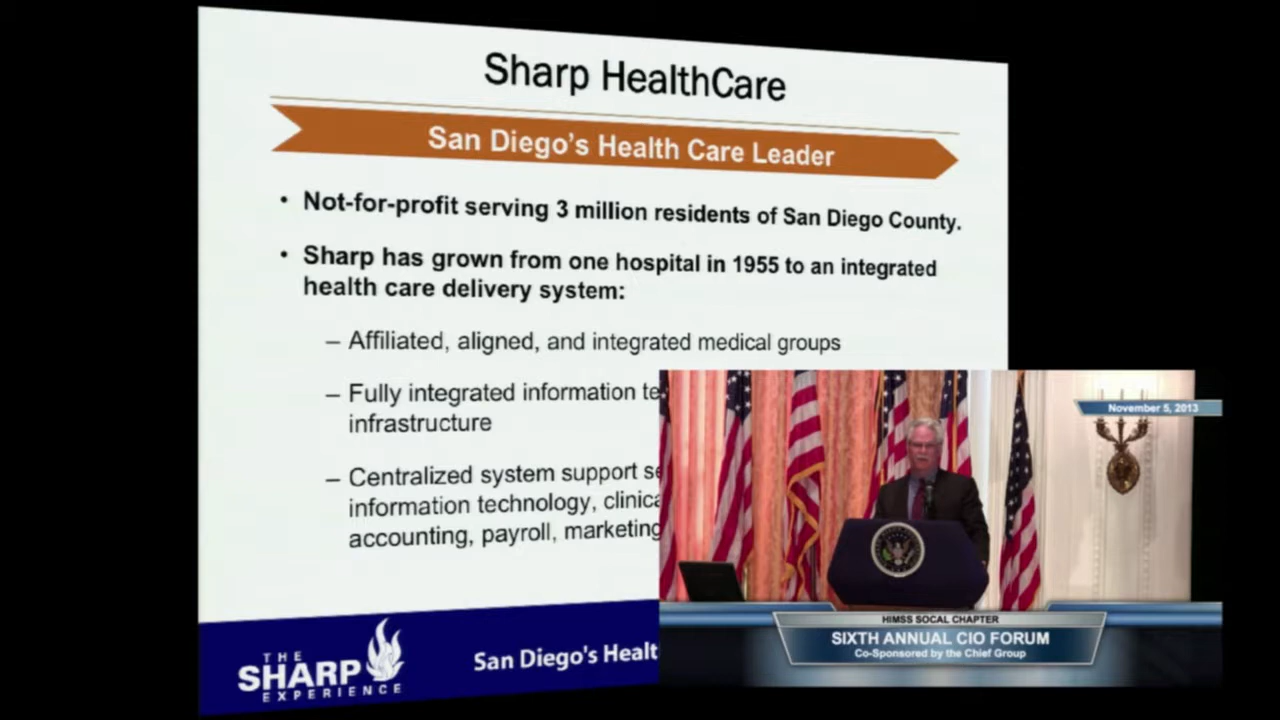 Sharp HealthCare
San Diego's Health Care Leader
• Not-for-profit serving 3 million residents of San Diego County.
• Sharp has grown from one hospital in 1955 to an integrated
health care delivery system:
– Affiliated, aligned, and integrated medical groups
– Fully integrated information te
infrastructure
– Centralized system support se
information technology, clinica
accounting, payroll, marketing
THE
SHARP
EXPERIENCE
San Diego's Healt
November 5, 2013
HIMSS SOCAL CHAPTER
SIXTH ANNUAL CIO FORUM
Co-Sponsored by the Chief Group